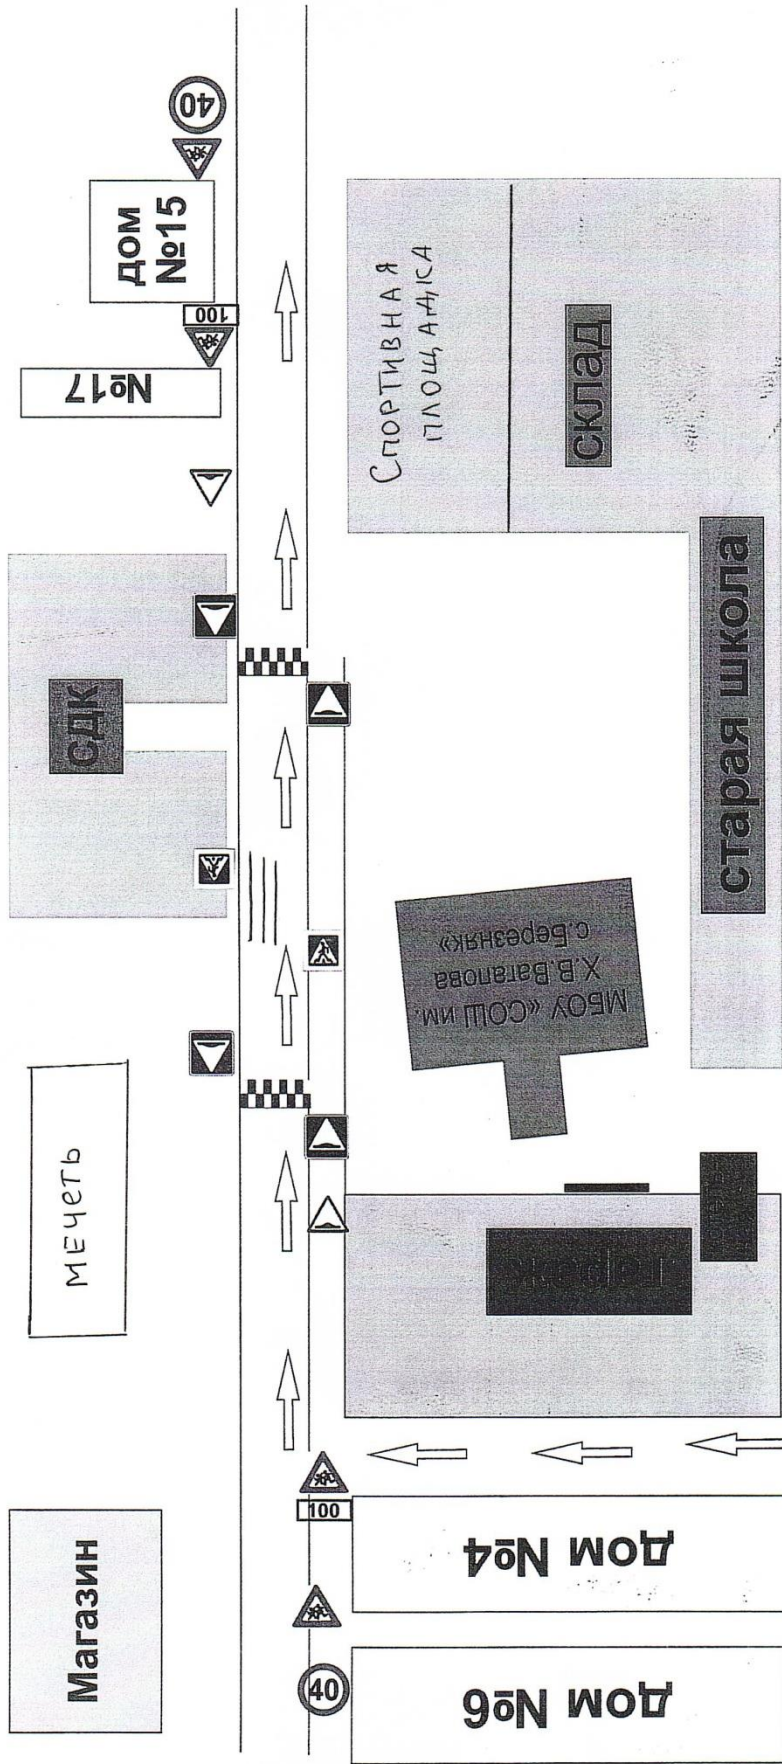 40
дом
№15
100
№17
Спортивная
площадка
склад
СДК
старая школа
МБОУ «СОШ им.
Х.В.Ватапова
с.Березняк»
мечеть
Гараж
100
дом №4
Магазин
40
дом №6